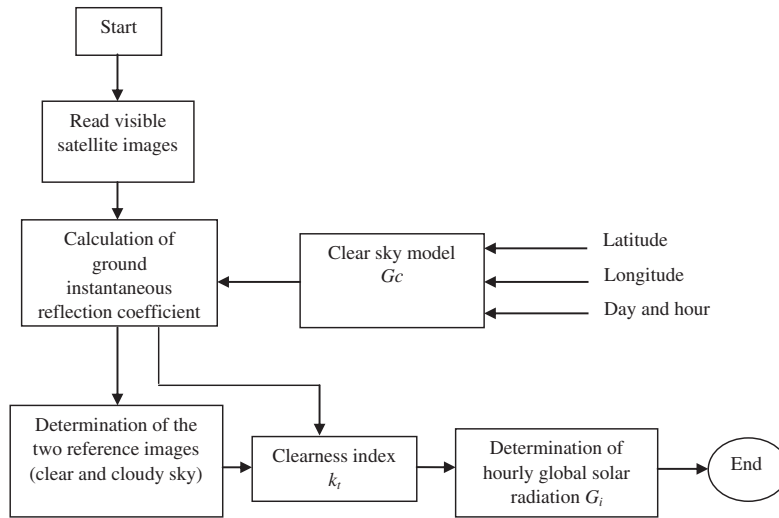 Start
Read visible
satellite images
Calculation of
ground
instantaneous
reflection coefficient
Clear sky model
Gc
Latitude
Longitude
Day and hour
Determination of the
two reference images
(clear and cloudy sky)
Clearness index
kt
Determination of
hourly global solar
radiation Gi
End